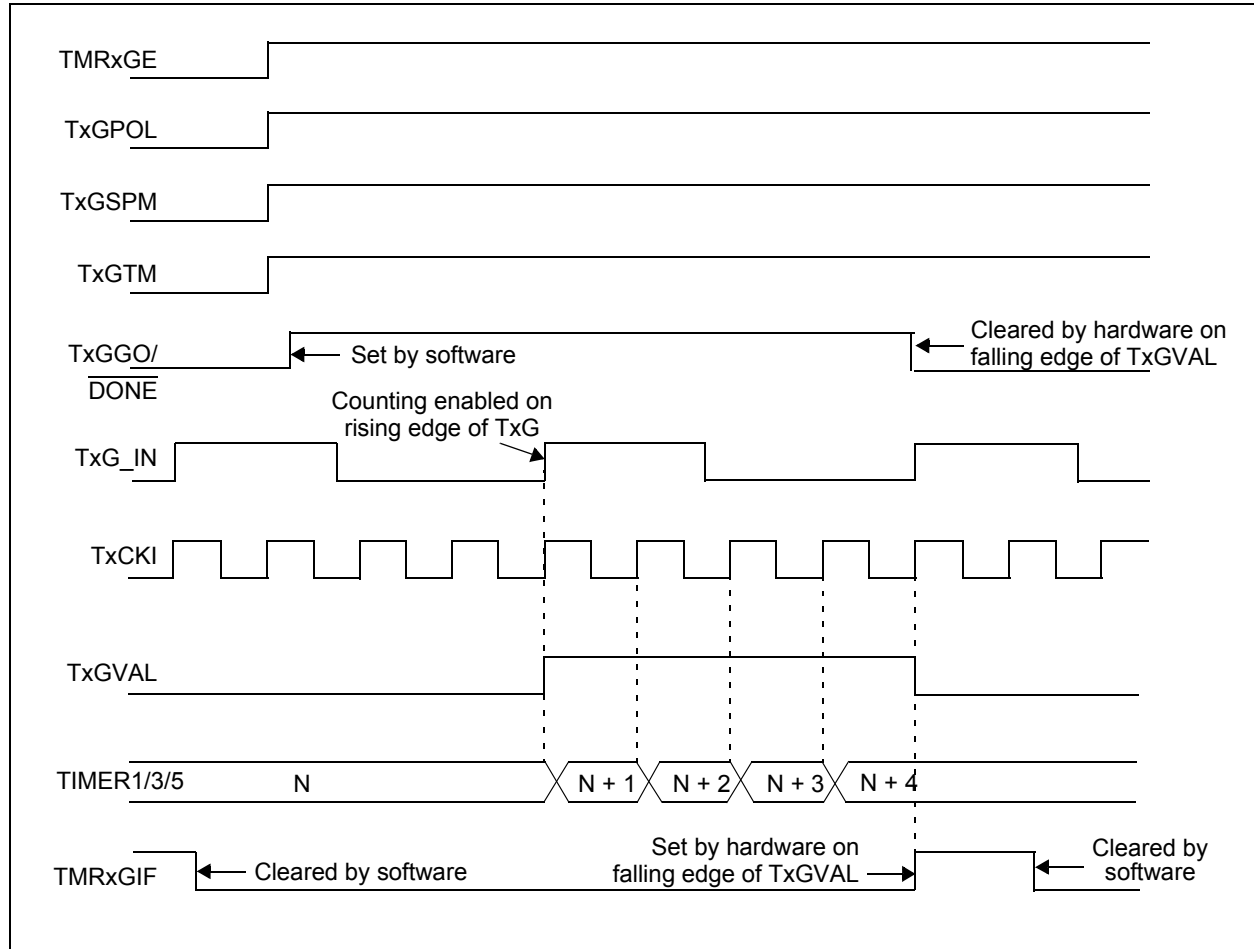 TMRxGE
TxGPOL
TxGSPM
TxGTM
TxGGO/
DONE
Set by software
Cleared by hardware on
falling edge of TxGVAL
Counting enabled on
rising edge of TxG
TxG_IN
TxCKI
TxGVAL
TIMER1/3/5
N
N + 1
N + 2
N + 3
N + 4
TMRxGIF
Cleared by software
Set by hardware on
falling edge of TxGVAL
Cleared by
software